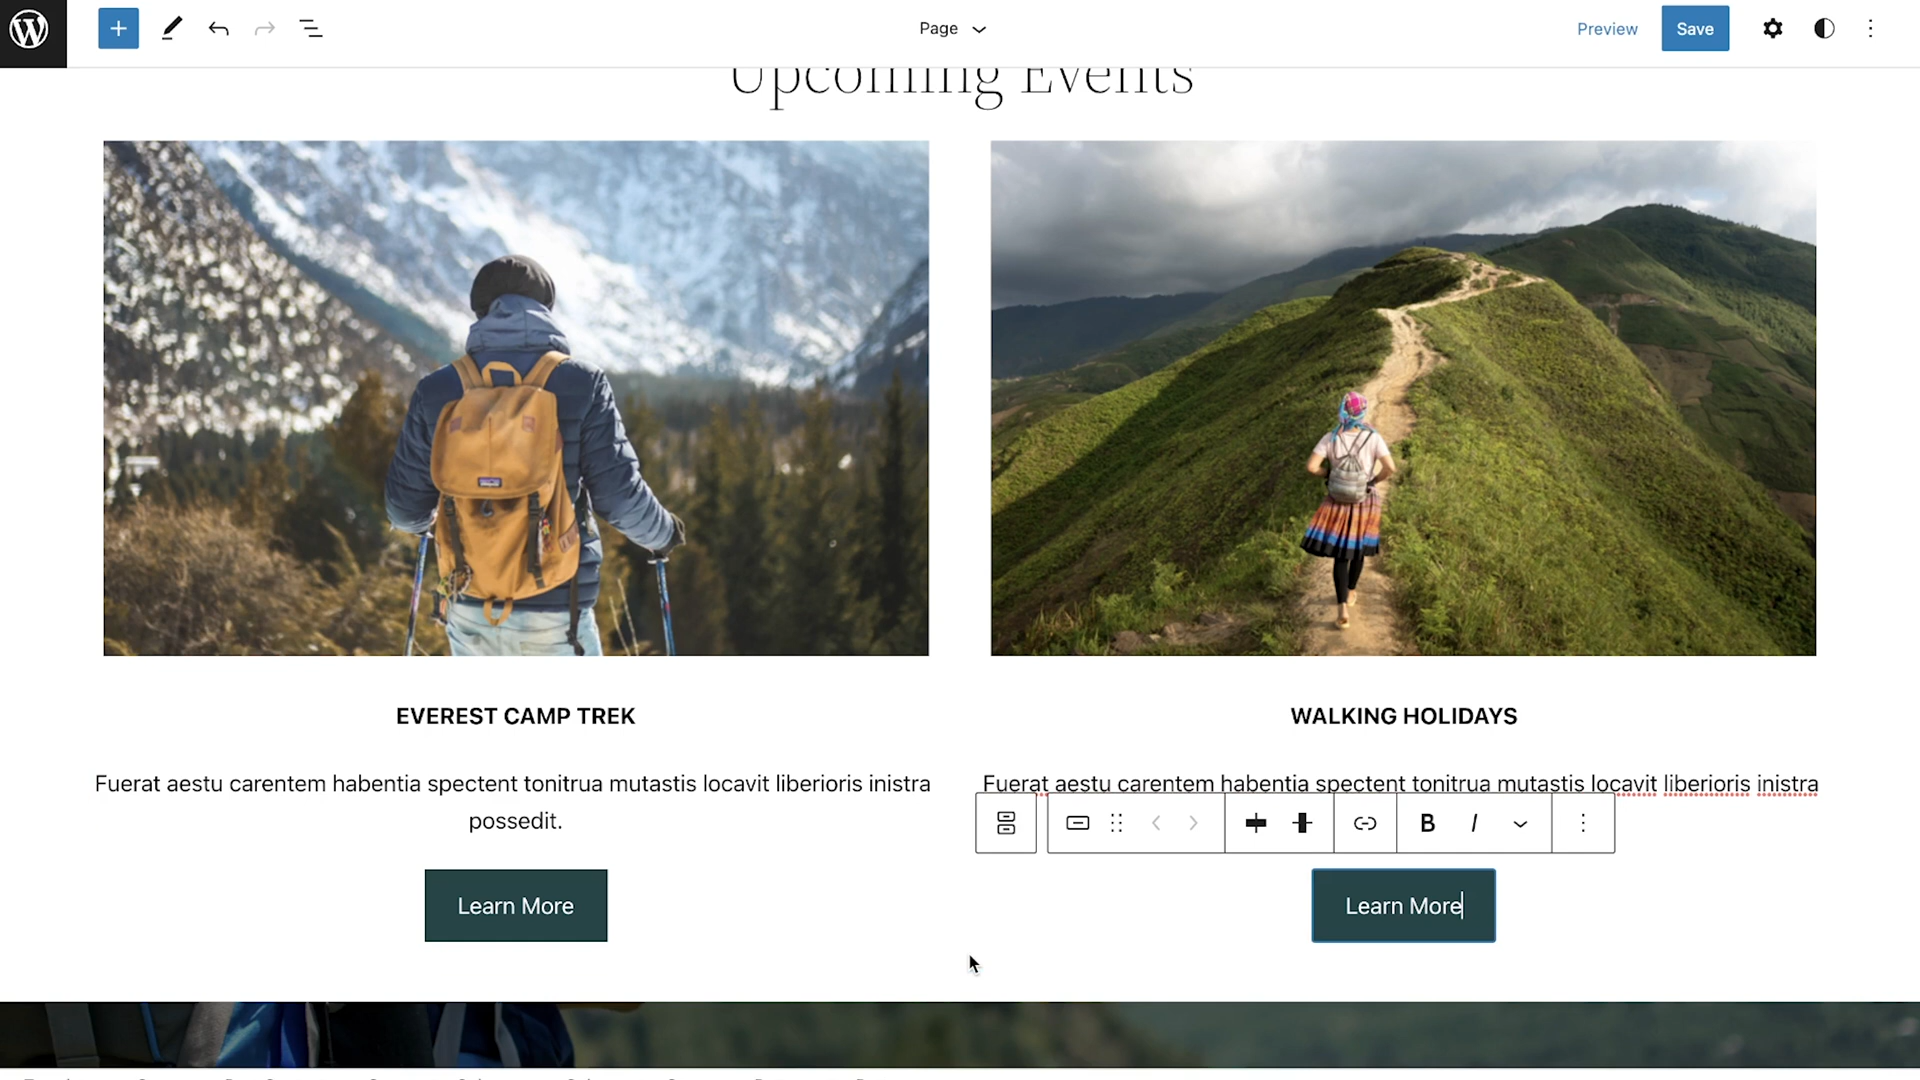 Page
Preview
Save
Upcoming Events
EVEREST CAMP TREK
Fuerat aestu carentem habentia spectent tonitrua mutastis locavit liberioris inistra
possedit.
Learn More
WALKING HOLIDAYS
Fuerat aestu carentem habentia spectent tonitrua mutastis locavit liberioris inistra
B I
Learn More